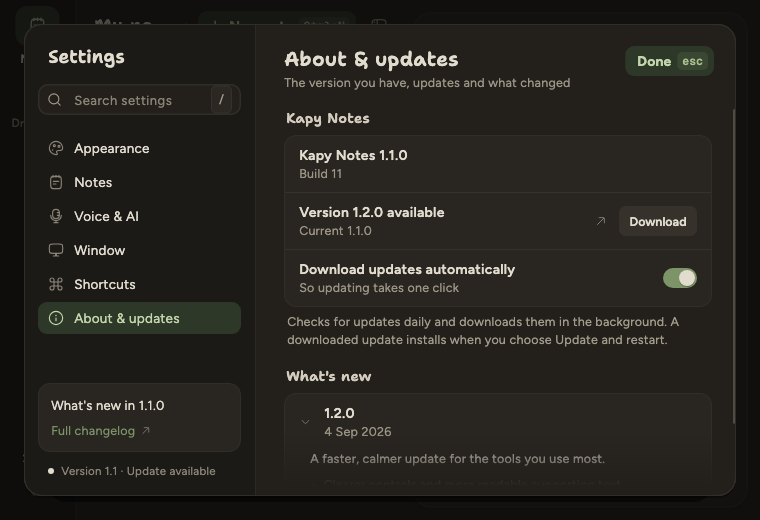 Settings
Search settings
/
Appearance
Notes
Voice & AI
Window
Shortcuts
About & updates
What's new in 1.1.0
Full changelog
Version 1.1 · Update available
About & updates
The version you have, updates and what changed
Done esc
Kapy Notes
Kapy Notes 1.1.0
Build 11
Version 1.2.0 available
Current 1.1.0
Download
Download updates automatically
So updating takes one click
Checks for updates daily and downloads them in the background. A
downloaded update installs when you choose Update and restart.
What's new
1.2.0
4 Sep 2026
A faster, calmer update for the tools you use most.